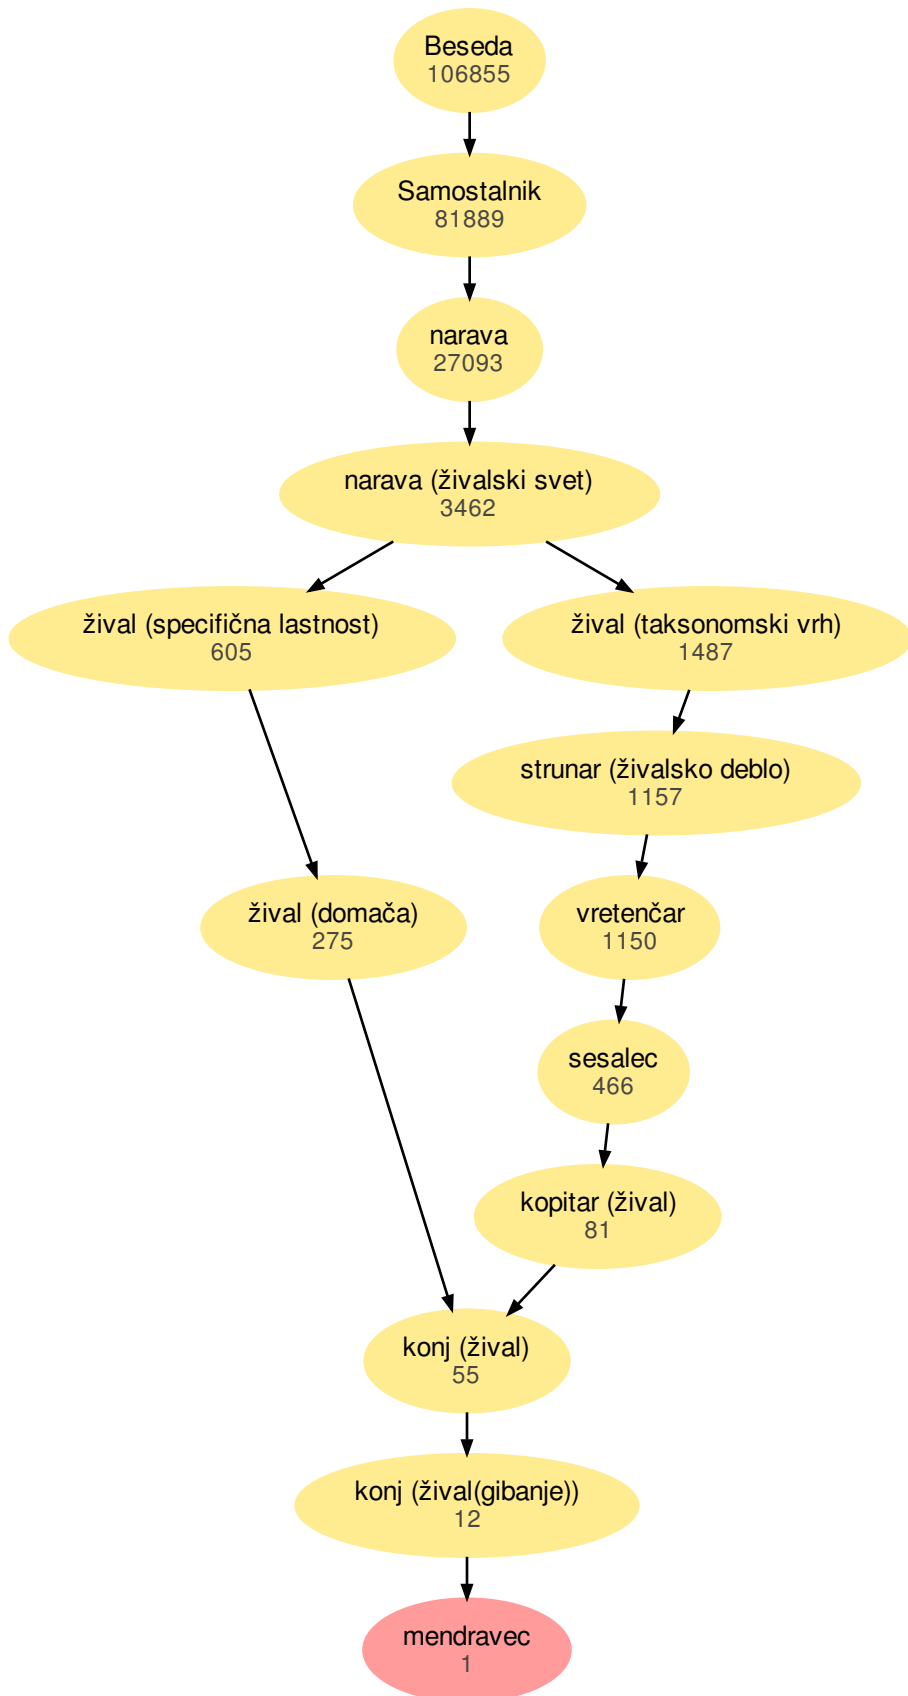 Beseda
106855
Samostalnik
81889
narava
27093
narava (živalski svet)
3462
žival (specifična lastnost)
605
žival (taksonomski vrh)
1487
strunar (živalsko deblo)
1157
žival (domača)
275
vretenčar
1150
sesalec
466
kopitar (žival)
81
konj (žival)
55
konj (žival(gibanje))
12
mendravec
1